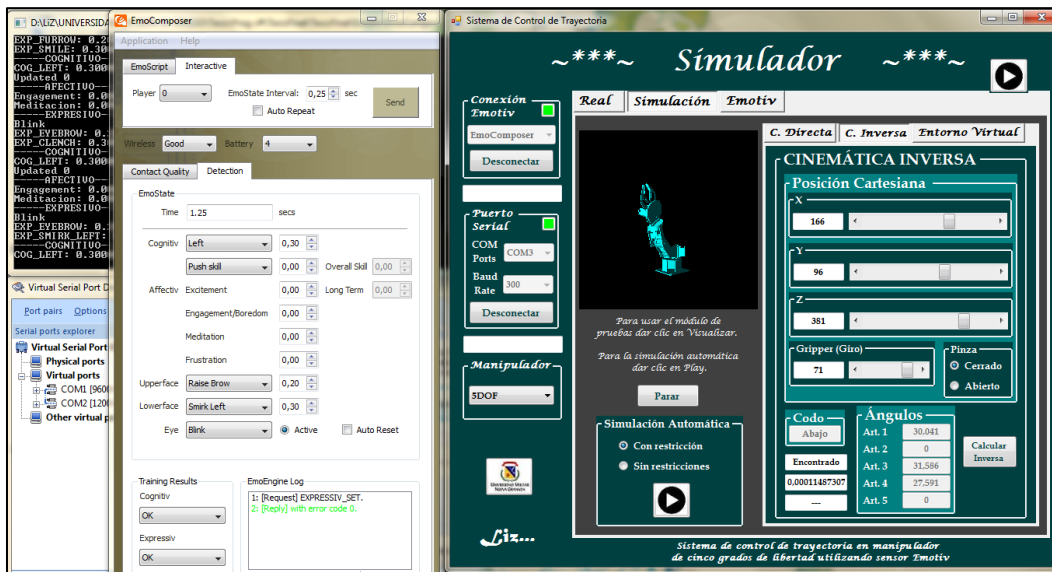 D:\LiZ\UNIVERSIDA
EXP_FURROW: 0.2
EXP_SMILE: 0.30
-----COGNITIVO-
COG_LEFT: 0.300
Updated 0
-----AFECTIVO--
Engagement: 0.0
Meditacion: 0.0
-----EXPRESIVO-
Blink
EXP_EYEBROW: 0.
EXP_CLENCH: 0.3
-----COGNITIVO-
COG_LEFT: 0.300
Updated 0
-----AFECTIVO--
Engagement: 0.0
Meditacion: 0.0
-----EXPRESIVO-
Blink
EXP_EYEBROW: 0.
EXP_SMIRK_LEFT:
-----COGNITIVO-
COG_LEFT: 0.300
Virtual Serial Port D
Port pairs Options
Serial ports explorer
Virtual Serial Port
Physical ports
Virtual ports
COM1 [960
COM2 [120
Other virtual p
EmoComposer
Application Help
EmoScript Interactive
Player 0 EmoState Interval: 0,25 sec
Auto Repeat
Send
Wireless Good Battery 4
Contact Quality Detection
EmoState
Time 1.25 secs
Cognitiv Left 0,30
Push skill 0,00 Overall Skill 0,00
Affectiv Excitement 0,00 Long Term 0,00
Engagement/Boredom 0,00
Meditation 0,00
Frustration 0,00
Upperface Raise Brow 0,20
Lowerface Smirk Left 0,30
Eye Blink Active Auto Reset
Training Results
Cognitiv
OK
Expressiv
OK
EmoEngine Log
1: [Request] EXPRESSIV_SET.
2: [Reply] with error code 0.
Sistema de Control de Trayectoria
~***~ Simulador ~***~
Conexión
Emotiv
EmoComposer
Desconectar
Puerto
Serial
COM
Ports
COM3
Baud
Rate
300
Desconectar
Manipulador
5DOF
UNIVERSIDAD MILITAR
NUEVA GRANADA
Liz...
Real Simulación Emotiv
Para usar el módulo de
pruebas dar clic en Visualizar.
Para la simulación automática
dar clic en Play.
Parar
Simulación Automática
Con restricción
Sin restricciones
C. Directa C. Inversa Entorno Virtual
CINEMÁTICA INVERSA
Posición Cartesiana
X
166
Y
96
Z
381
Gripper (Giro)
71
Pinza
Cerrado
Abierto
Codo
Abajo
Encontrado
0,00011487307
---
Ángulos
Art. 1 30,041
Art. 2 0
Art. 3 31,586
Art. 4 27,591
Art. 5 0
Calcular
Inversa
Sistema de control de trayectoria en manipulador
de cinco grados de libertad utilizando sensor Emotiv